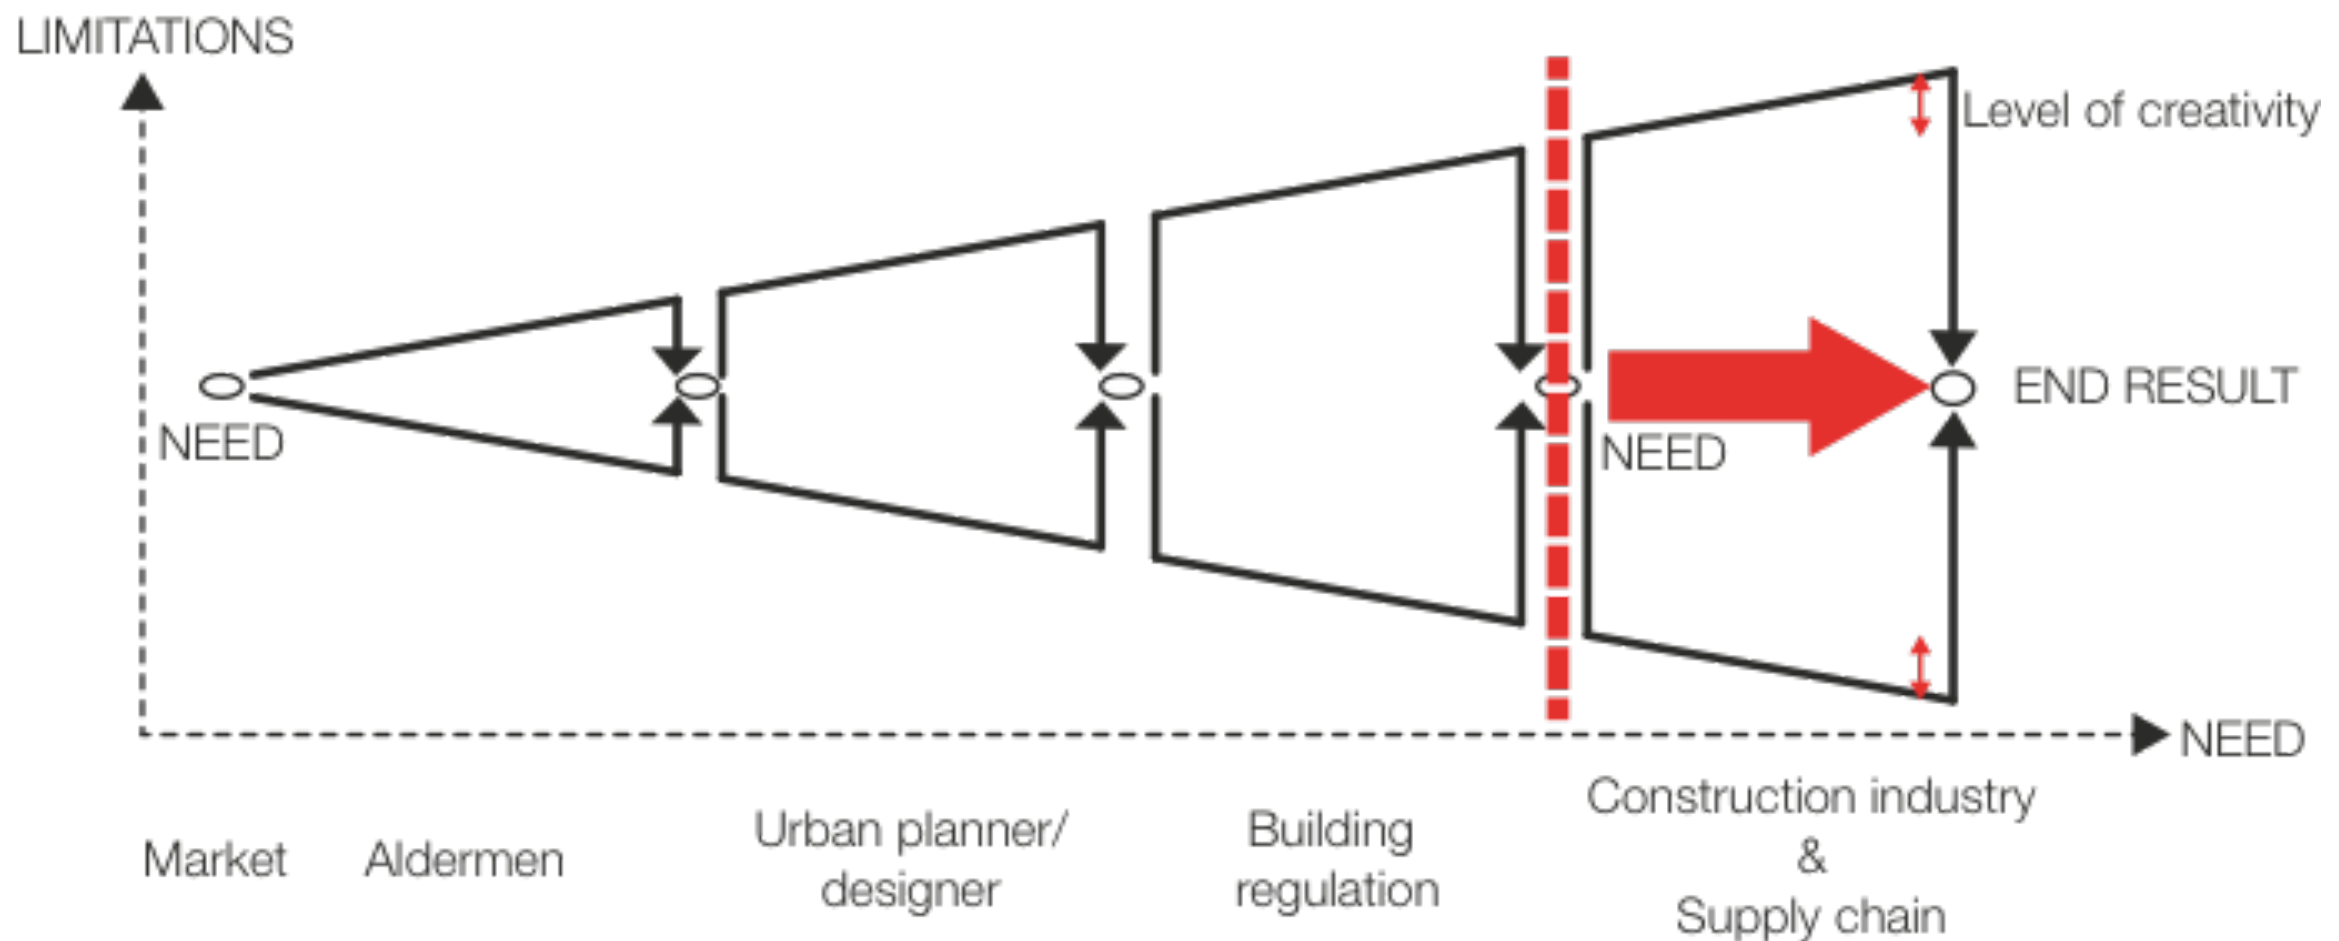 LIMITATIONS
Level of creativity
NEED
NEED
END RESULT
NEED
Market
Aldermen
Urban planner/
designer
Building
regulation
Construction industry
&
Supply chain